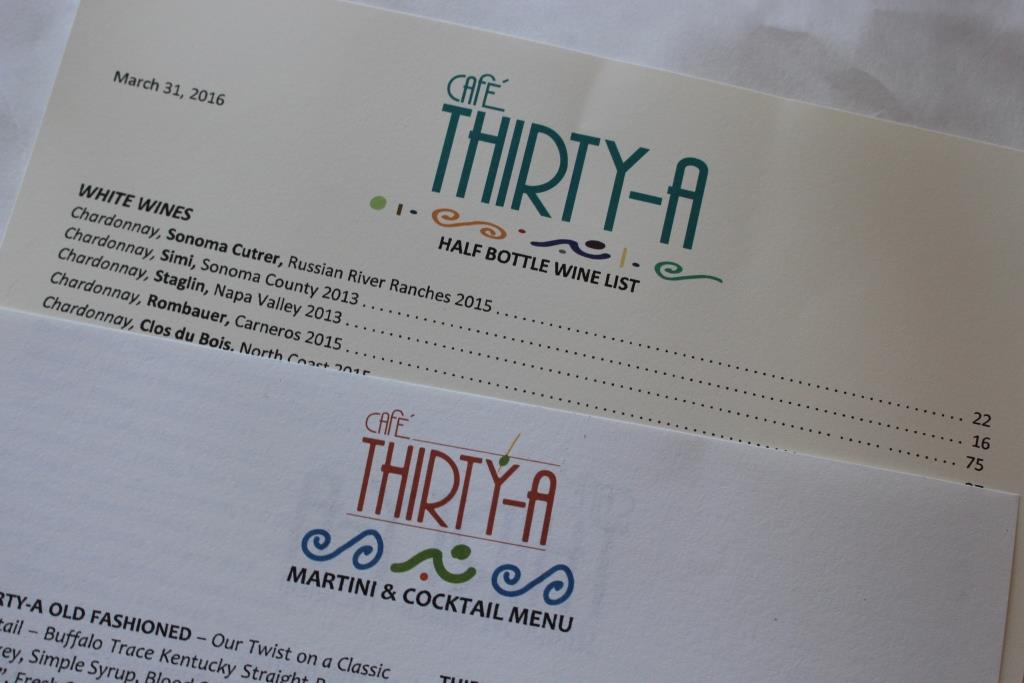 March 31, 2016
CAFÉ
THIRTY-A
HALF BOTTLE WINE LIST
WHITE WINES
Chardonnay, Sonoma Cutrer, Russian River Ranches 2015 . . . . . . . . . . . . . . . . . . . . 22
Chardonnay, Simi, Sonoma County 2013 . . . . . . . . . . . . . . . . . . . . 16
Chardonnay, Staglin, Napa Valley 2013 . . . . . . . . . . . . . . . . . . . . 75
Chardonnay, Rombauer, Carneros 2015 . . . . . . . . . . . . . . . . . . . .
Chardonnay, Clos du Bois, North Coast 2015
CAFÉ
THIRTY-A
MARTINI & COCKTAIL MENU
RTY-A OLD FASHIONED – Our Twist on a Classic
tail – Buffalo Trace Kentucky Straight
ey, Simple Syrup, Blood